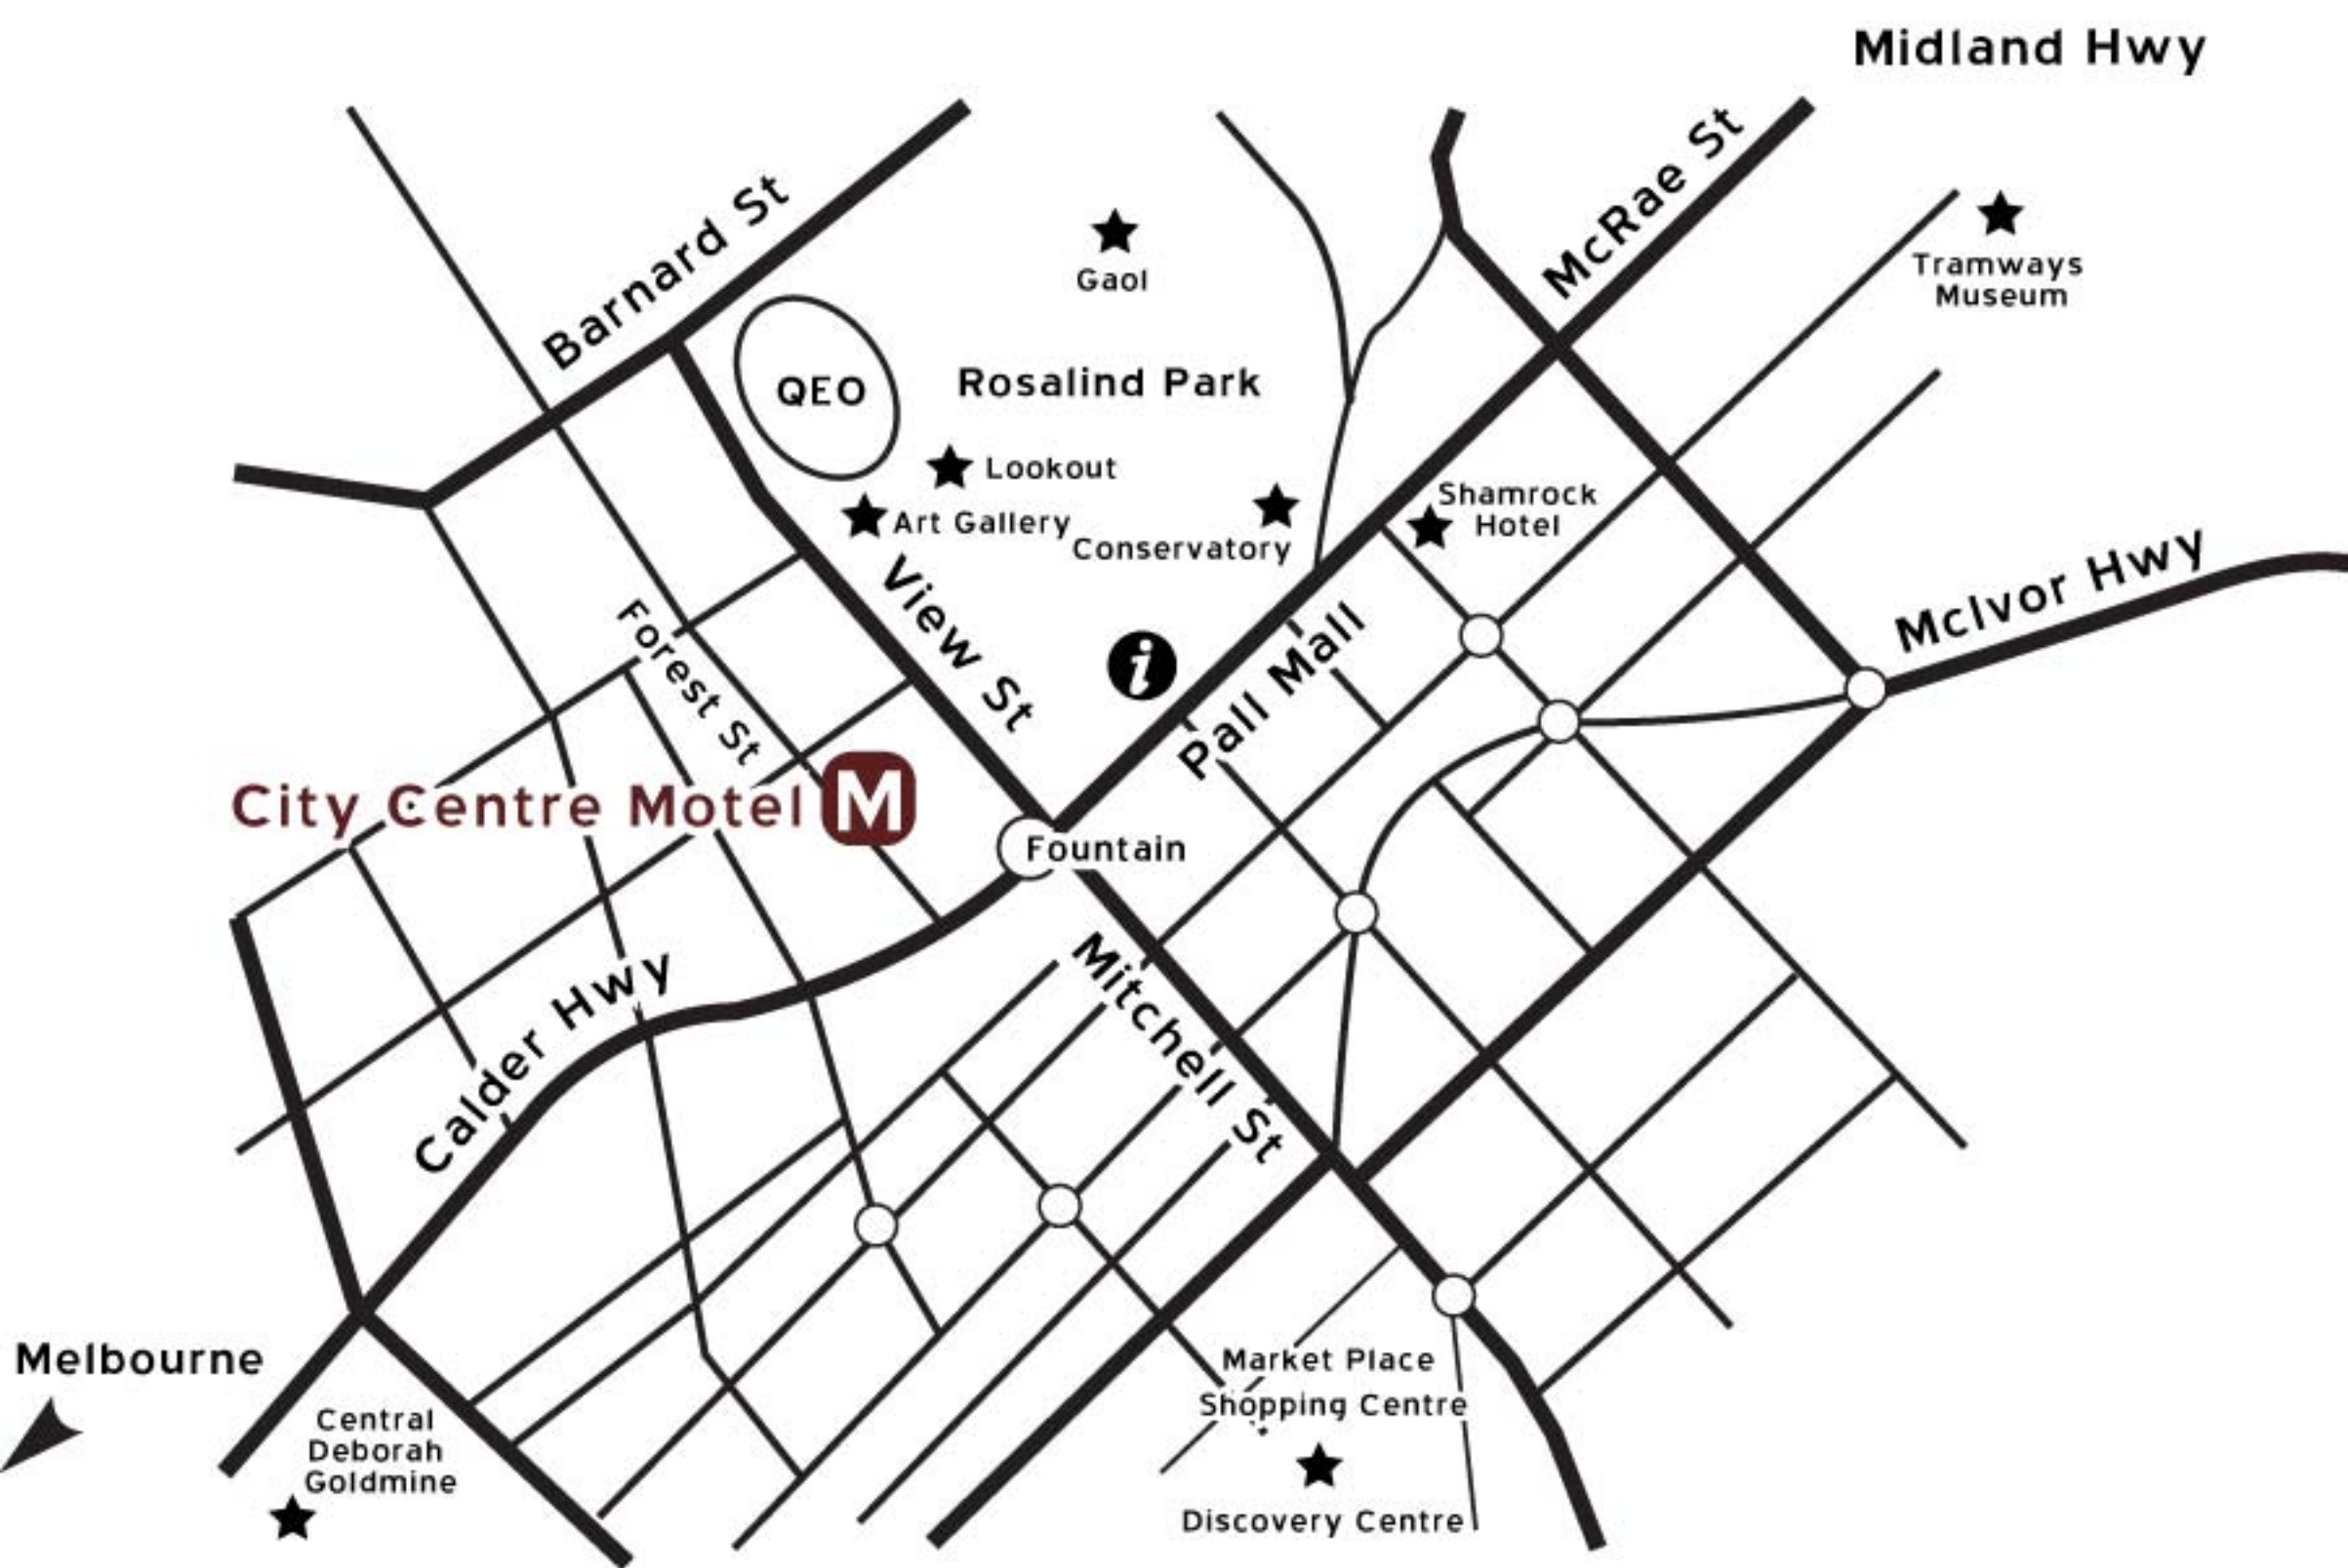 Midland Hwy
Barnard St
McRae St
Gaol
Tramways
Museum
QEO
Rosalind Park
Lookout
Art Gallery
Conservatory
Shamrock
Hotel
View St
Forest St
i
Pall Mall
McIvor Hwy
City Centre Motel M
Fountain
Mitchell St
Calder Hwy
Melbourne
Central
Deborah
Goldmine
Market Place
Shopping Centre
Discovery Centre